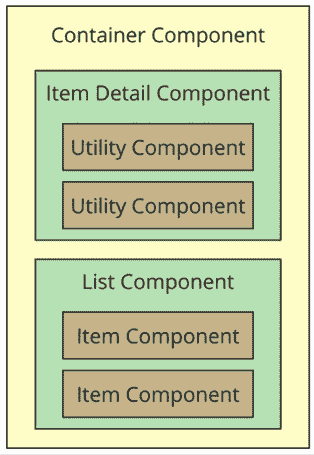 Container Component
Item Detail Component
Utility Component
Utility Component
List Component
Item Component
Item Component